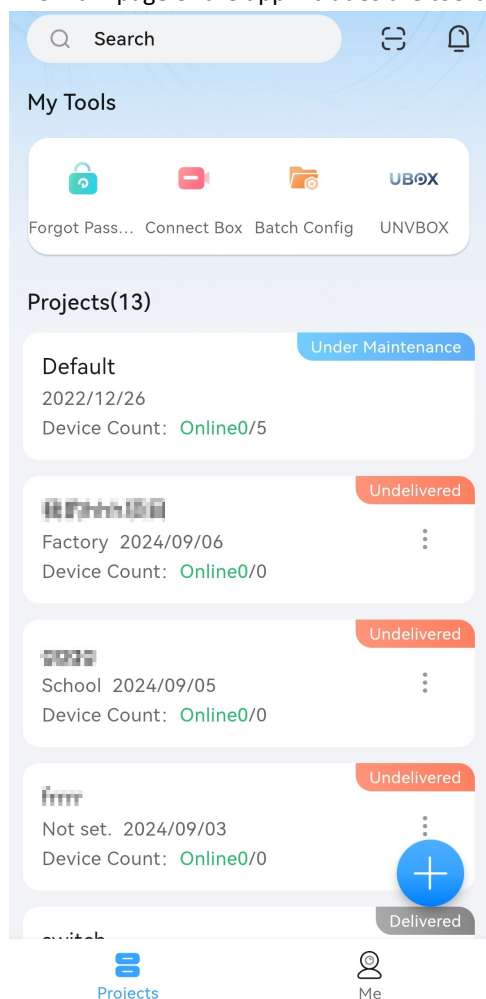 Search
My Tools
UBOX
Forgot Pass... Connect Box Batch Config UNVBOX
Projects(13)
Under Maintenance
Default
2022/12/26
Device Count: Online0/5
Undelivered
Factory 2024/09/06
Device Count: Online0/0
Undelivered
School 2024/09/05
Device Count: Online0/0
Undelivered
Not set. 2024/09/03
Device Count: Online0/0
Delivered
switch
Projects
Me